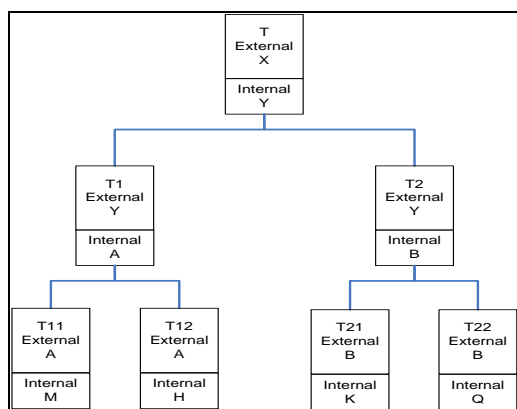 T
External
X
Internal
Y
T1
External
Y
Internal
A
T2
External
Y
Internal
B
T11
External
A
Internal
M
T12
External
A
Internal
H
T21
External
B
Internal
K
T22
External
B
Internal
Q